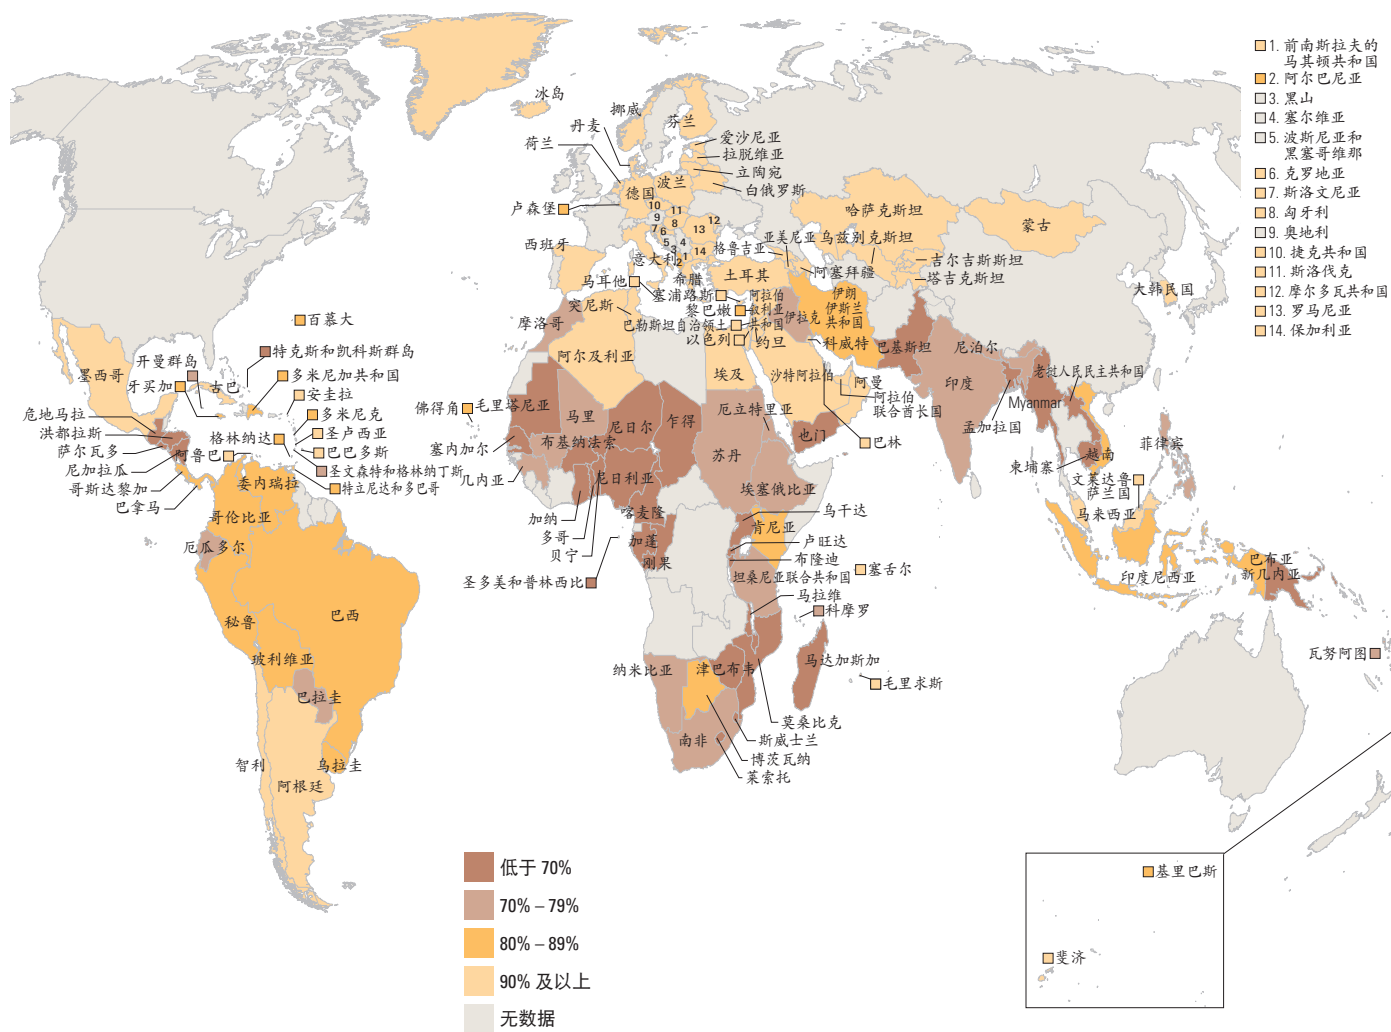 冰岛
挪威
芬兰
丹麦
荷兰
爱沙尼亚
拉脱维亚
立陶宛
白俄罗斯
波兰
德国
卢森堡
10
11
9
8
7
6
5
4
3
2
1
12
13
14
西班牙
意大利
希腊
马耳他
塞浦路斯
突尼斯
摩洛哥
格鲁吉亚
亚美尼亚
乌兹别克斯坦
哈萨克斯坦
蒙古
吉尔吉斯斯坦
塔吉克斯坦
阿塞拜疆
土耳其
大韩民国
阿拉伯
叙利亚
共和国
黎巴嫩
巴勒斯坦自治领土
以色列
约旦
伊拉克
伊朗
伊斯兰
共和国
科威特
巴基斯坦
尼泊尔
印度
孟加拉国
Myanmar
老挝人民民主共和国
柬埔寨
越南
菲律宾
文莱达鲁
萨兰国
马来西亚
印度尼西亚
巴布亚
新几内亚
阿尔及利亚
埃及
沙特阿拉伯
阿曼
阿拉伯
联合酋长国
巴林
也门
厄立特里亚
苏丹
埃塞俄比亚
乍得
尼日尔
马里
毛里塔尼亚
佛得角
塞内加尔
布基纳法索
几内亚
尼日利亚
加纳
多哥
贝宁
喀麦隆
加蓬
刚果
圣多美和普林西比
乌干达
肯尼亚
卢旺达
布隆迪
坦桑尼亚联合共和国
塞舌尔
马拉维
科摩罗
马达加斯加
毛里求斯
纳米比亚
津巴布韦
莫桑比克
斯威士兰
博茨瓦纳
莱索托
南非
百慕大
特克斯和凯科斯群岛
开曼群岛
墨西哥
牙买加
古巴
多米尼加共和国
安圭拉
多米尼克
圣卢西亚
巴巴多斯
圣文森特和格林纳丁斯
特立尼达和多巴哥
格林纳达
阿鲁巴
危地马拉
洪都拉斯
萨尔瓦多
尼加拉瓜
哥斯达黎加
巴拿马
委内瑞拉
哥伦比亚
厄瓜多尔
秘鲁
巴西
玻利维亚
巴拉圭
智利
阿根廷
乌拉圭
瓦努阿图
基里巴斯
斐济
1. 前南斯拉夫的
马其顿共和国
2. 阿尔巴尼亚
3. 黑山
4. 塞尔维亚
5. 波斯尼亚和
黑塞哥维那
6. 克罗地亚
7. 斯洛文尼亚
8. 匈牙利
9. 奥地利
10. 捷克共和国
11. 斯洛伐克
12. 摩尔多瓦共和国
13. 罗马尼亚
14. 保加利亚
低于 70%
70% – 79%
80% – 89%
90% 及以上
无数据